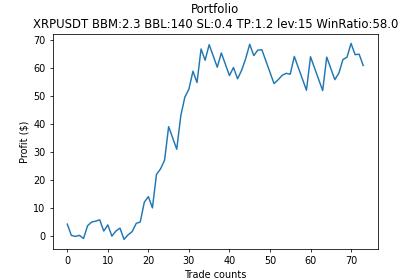 Portfolio
XRPUSDT BBM:2.3 BBL:140 SL:0.4 TP:1.2 lev:15 WinRatio:58.0
70
60
50
40
30
20
10
0
Profit ($)
0 10 20 30 40 50 60 70
Trade counts